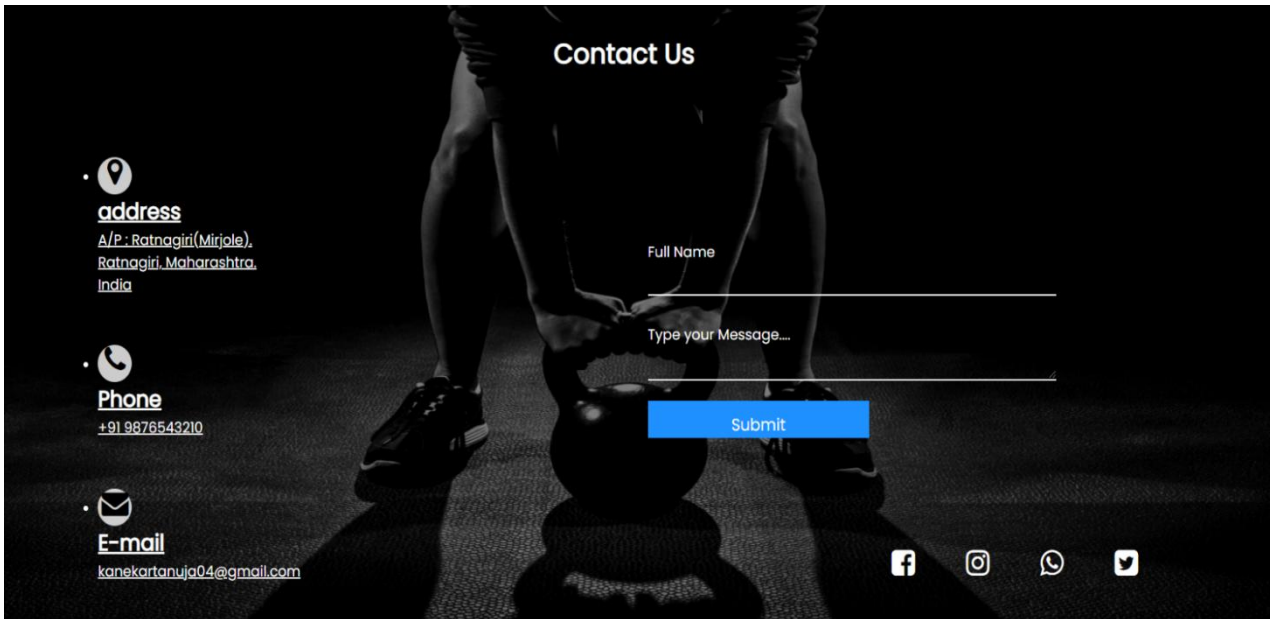 Contact Us
address
A/P : Ratnagiri(Mirjole).
Ratnagiri, Maharashtra.
India
Phone
+91 9876543210
E-mail
kanekartanuja04@gmail.com
Full Name
Type your Message....
Submit